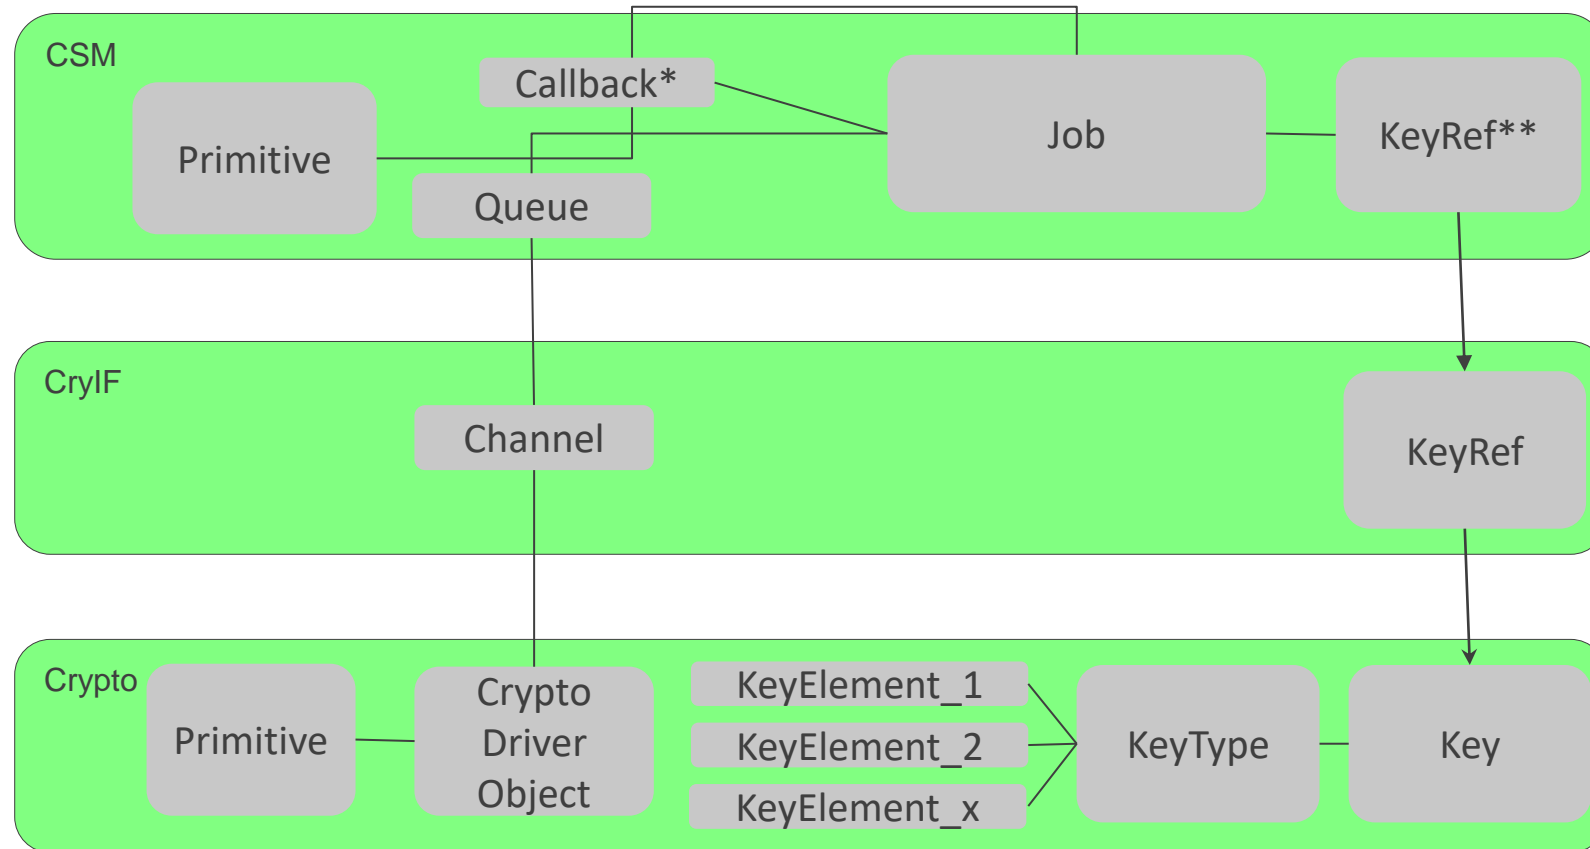 CSM
Callback*
Primitive
Job
KeyRef**
Queue
CryIF
Channel
KeyRef
Crypto
Primitive
Crypto
Driver
Object
KeyElement_1
KeyElement_2
KeyElement_x
KeyType
Key